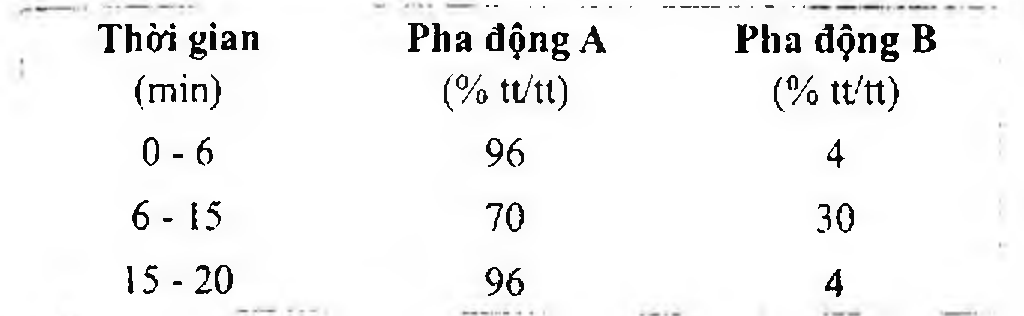 Thời gian Pha động A Pha động B
(min) (% tt/tt) (% tt/tt)
0 - 6 96 4
6 - 15 70 30
15 - 20 96 4